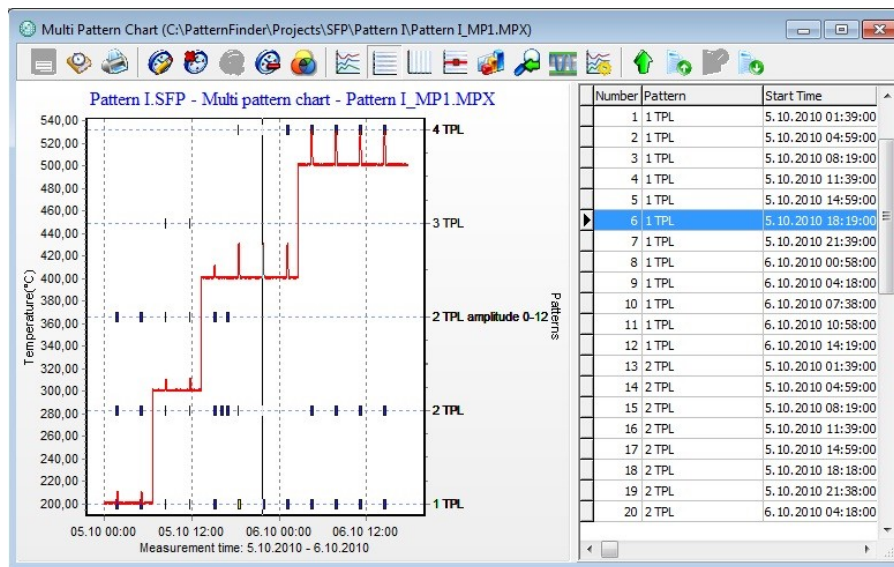 Multi Pattern Chart (C:\PatternFinder\Projects\SFP\Pattern I\Pattern I_MP1.MPX)
Pattern I.SFP - Multi pattern chart - Pattern I_MP1.MPX
540,00
520,00
500,00
480,00
460,00
440,00
420,00
400,00
380,00
360,00
340,00
320,00
300,00
280,00
260,00
240,00
220,00
200,00
Temperature(°C)
4 TPL
3 TPL
2 TPL amplitude 0-12
2 TPL
1 TPL
Patterns
05.10 00:00 05.10 12:00 06.10 00:00 06.10 12:00
Measurement time: 5.10.2010 - 6.10.2010
Number Pattern Start Time
1 1 TPL 5.10.2010 01:39:00
2 1 TPL 5.10.2010 04:59:00
3 1 TPL 5.10.2010 08:19:00
4 1 TPL 5.10.2010 11:39:00
5 1 TPL 5.10.2010 14:59:00
6 1 TPL 5.10.2010 18:19:00
7 1 TPL 5.10.2010 21:39:00
8 1 TPL 6.10.2010 00:58:00
9 1 TPL 6.10.2010 04:18:00
10 1 TPL 6.10.2010 07:38:00
11 1 TPL 6.10.2010 10:58:00
12 1 TPL 6.10.2010 14:19:00
13 2 TPL 5.10.2010 01:39:00
14 2 TPL 5.10.2010 04:59:00
15 2 TPL 5.10.2010 08:19:00
16 2 TPL 5.10.2010 11:39:00
17 2 TPL 5.10.2010 14:59:00
18 2 TPL 5.10.2010 18:18:00
19 2 TPL 5.10.2010 21:38:00
20 2 TPL 6.10.2010 04:18:00